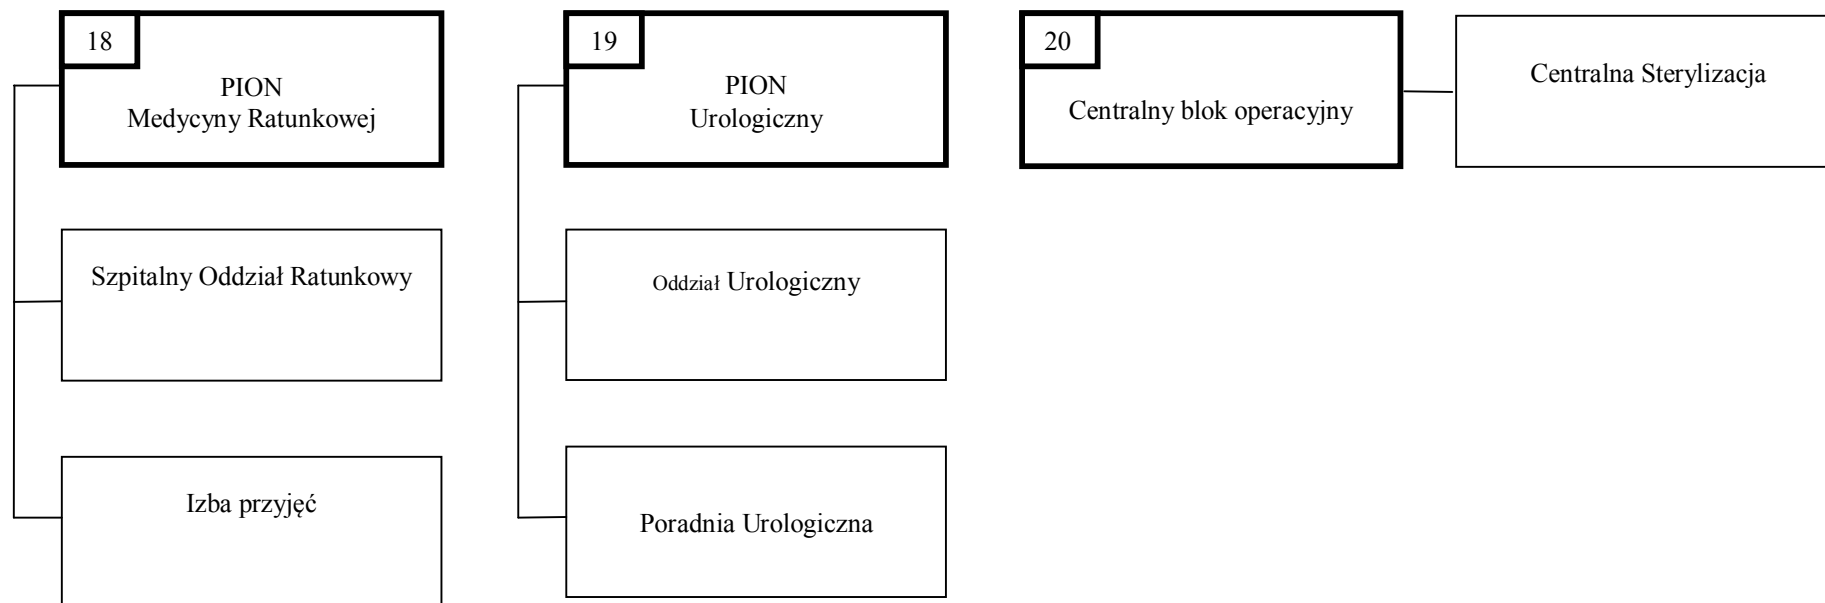 18
PION
Medycyny Ratunkowej
Szpitalny Oddział Ratunkowy
Izba przyjęć
19
PION
Urologiczny
Oddział Urologiczny
Poradnia Urologiczna
20
Centralny blok operacyjny
Centralna Sterylizacja